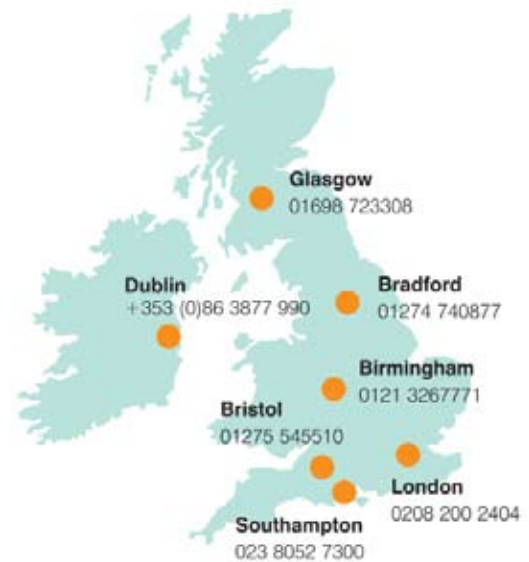 Glasgow
01698 723308
Dublin
+353 (0)86 3877 990
Bradford
01274 740877
Birmingham
0121 3267771
Bristol
01275 545510
London
0208 200 2404
Southampton
023 8052 7300